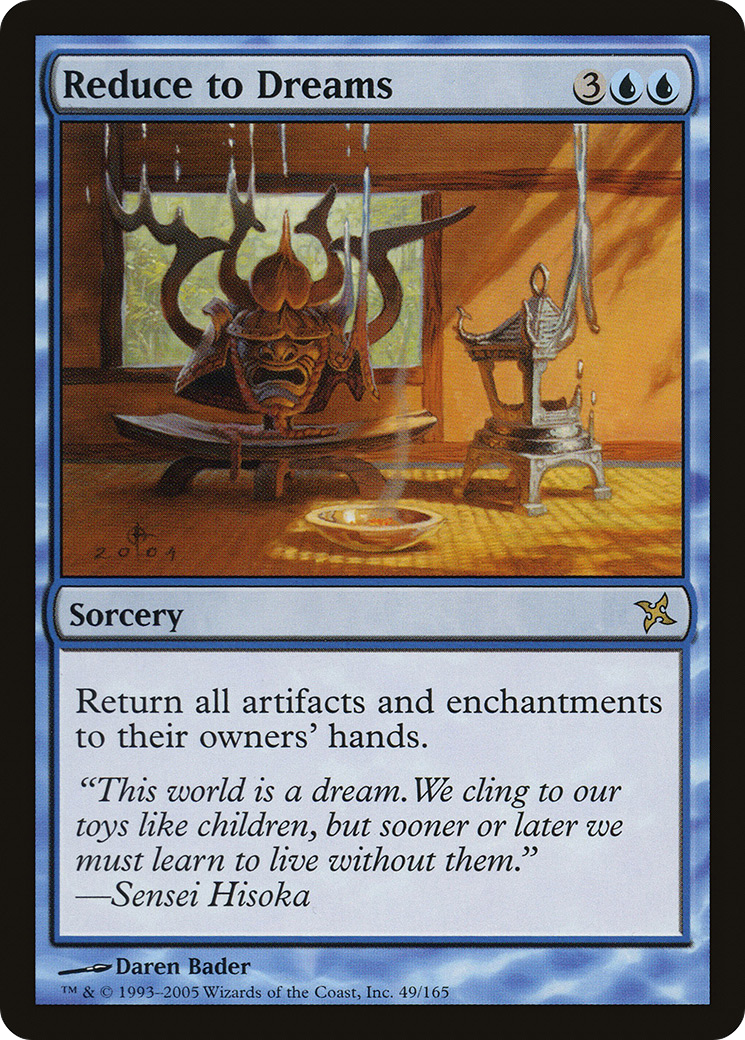 Reduce to Dreams 3
2004
Sorcery
Return all artifacts and enchantments
to their owners’ hands.
“This world is a dream. We cling to our
toys like children, but sooner or later we
must learn to live without them.”
—Sensei Hisoka
Daren Bader
™ & © 1993–2005 Wizards of the Coast, Inc. 49/165